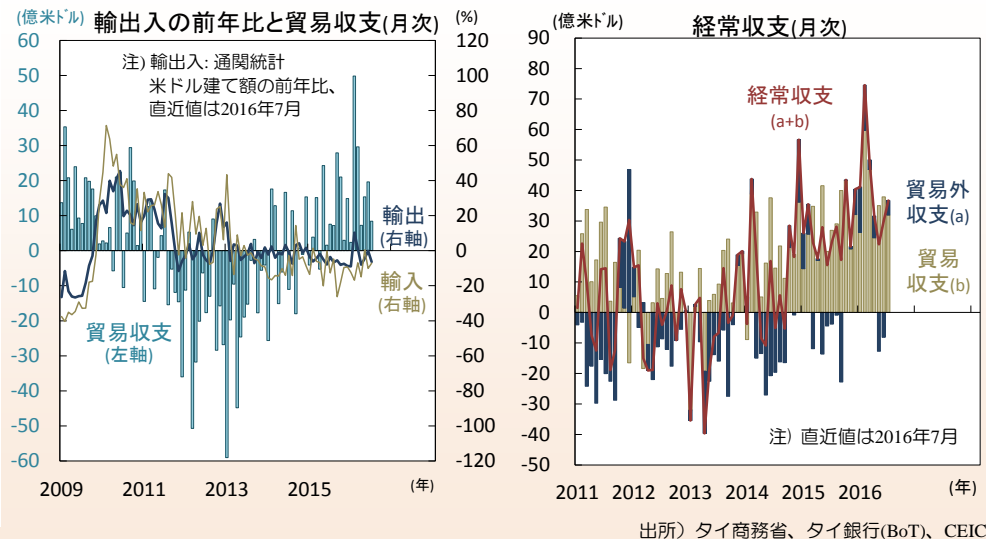 (億米ドル)
輸出入の前年比と貿易収支(月次)
(%)
60
50
40
30
20
10
0
-10
-20
-30
-40
-50
-60
120
100
80
60
40
20
0
-20
-40
-60
-80
-100
-120
注) 輸出入: 通関統計
米ドル建て額の前年比、
直近値は2016年7月
輸出
(右軸)
輸入
(右軸)
貿易収支
(左軸)
2009 2011 2013 2015 (年)
(億米ドル)
経常収支(月次)
90
70
50
30
10
-10
-30
-50
経常収支
(a+b)
貿易外
収支(a)
貿易
収支(b)
注) 直近値は2016年7月
2011 2012 2013 2014 2015 2016 (年)
出所）タイ商務省、タイ銀行(BoT)、CEIC